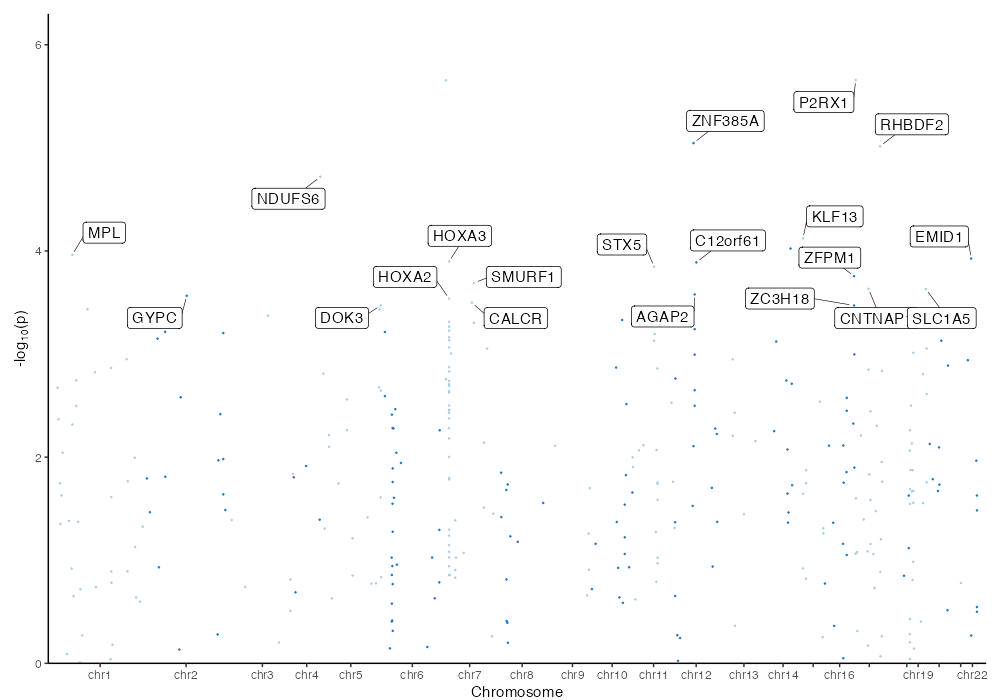 6
P2RX1
ZNF385A
RHBDF2
NDUFS6
KLF13
MPL
HOXA3
C12orf61
EMID1
STX5
4
ZFPM1
HOXA2
SMURF1
ZC3H18
GYPC
DOK3
CALCR
AGAP2
CNTNAP
SLC1A5
-log10(p)
2
0
chr1 chr2 chr3 chr4 chr5 chr6 chr7 chr8 chr9 chr10 chr11 chr12 chr13 chr14 chr16 chr19 chr22
Chromosome